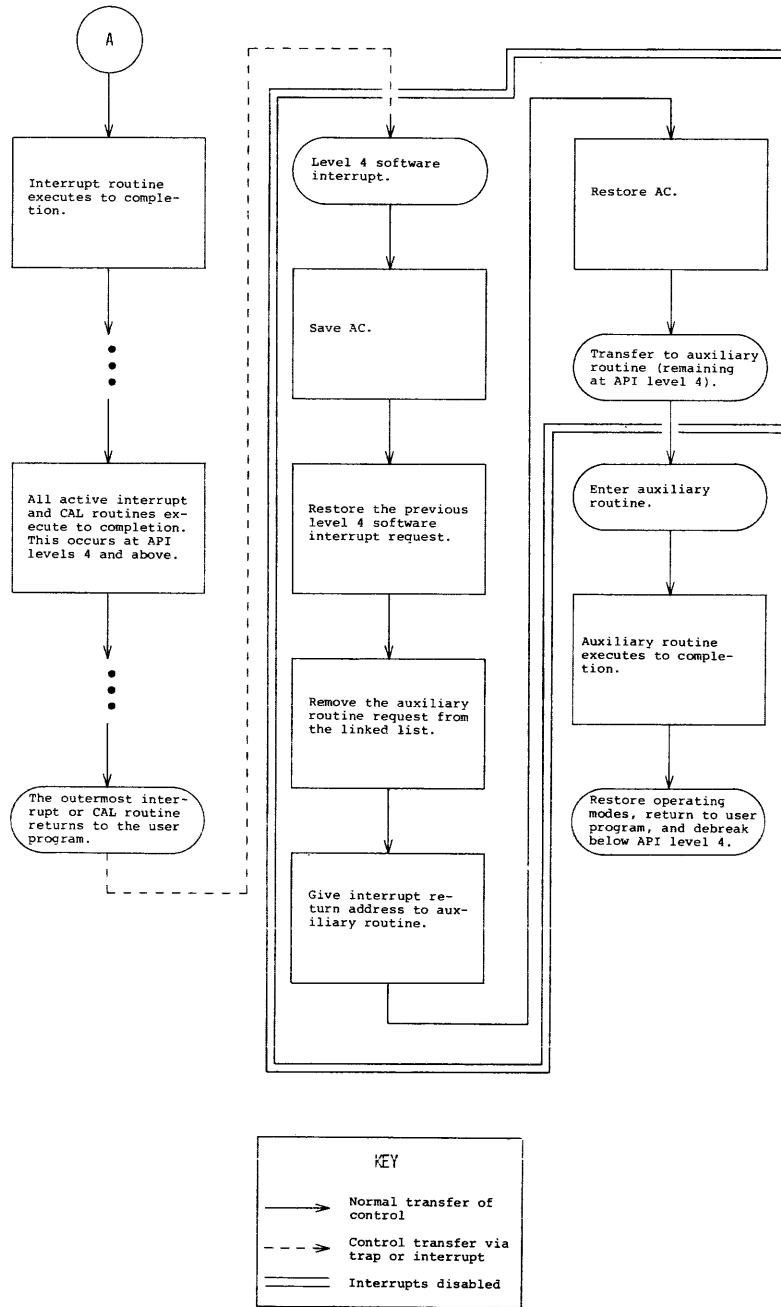 A
Interrupt routine
executes to comple-
tion.
All active interrupt
and CAL routines ex-
ecute to completion.
This occurs at API
levels 4 and above.
The outermost inter-
rupt or CAL routine
returns to the user
program.
Level 4 software
interrupt.
Save AC.
Restore the previous
level 4 software
interrupt request.
Remove the auxiliary
routine request from
the linked list.
Give interrupt re-
turn address to aux-
iliary routine.
Restore AC.
Transfer to auxiliary
routine (remaining
at API level 4).
Enter auxiliary
routine.
Auxiliary routine
executes to comple-
tion.
Restore operating
modes, return to user
program, and debreak
below API level 4.
KEY
Normal transfer of
control
Control transfer via
trap or interrupt
Interrupts disabled